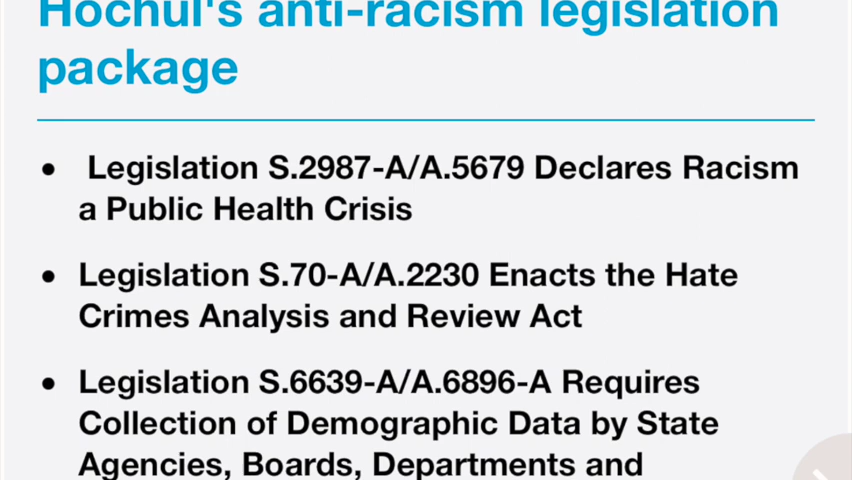 Hochul's anti-racism legislation
package
• Legislation S.2987-A/A.5679 Declares Racism
a Public Health Crisis
• Legislation S.70-A/A.2230 Enacts the Hate
Crimes Analysis and Review Act
• Legislation S.6639-A/A.6896-A Requires
Collection of Demographic Data by State
Agencies, Boards, Departments and